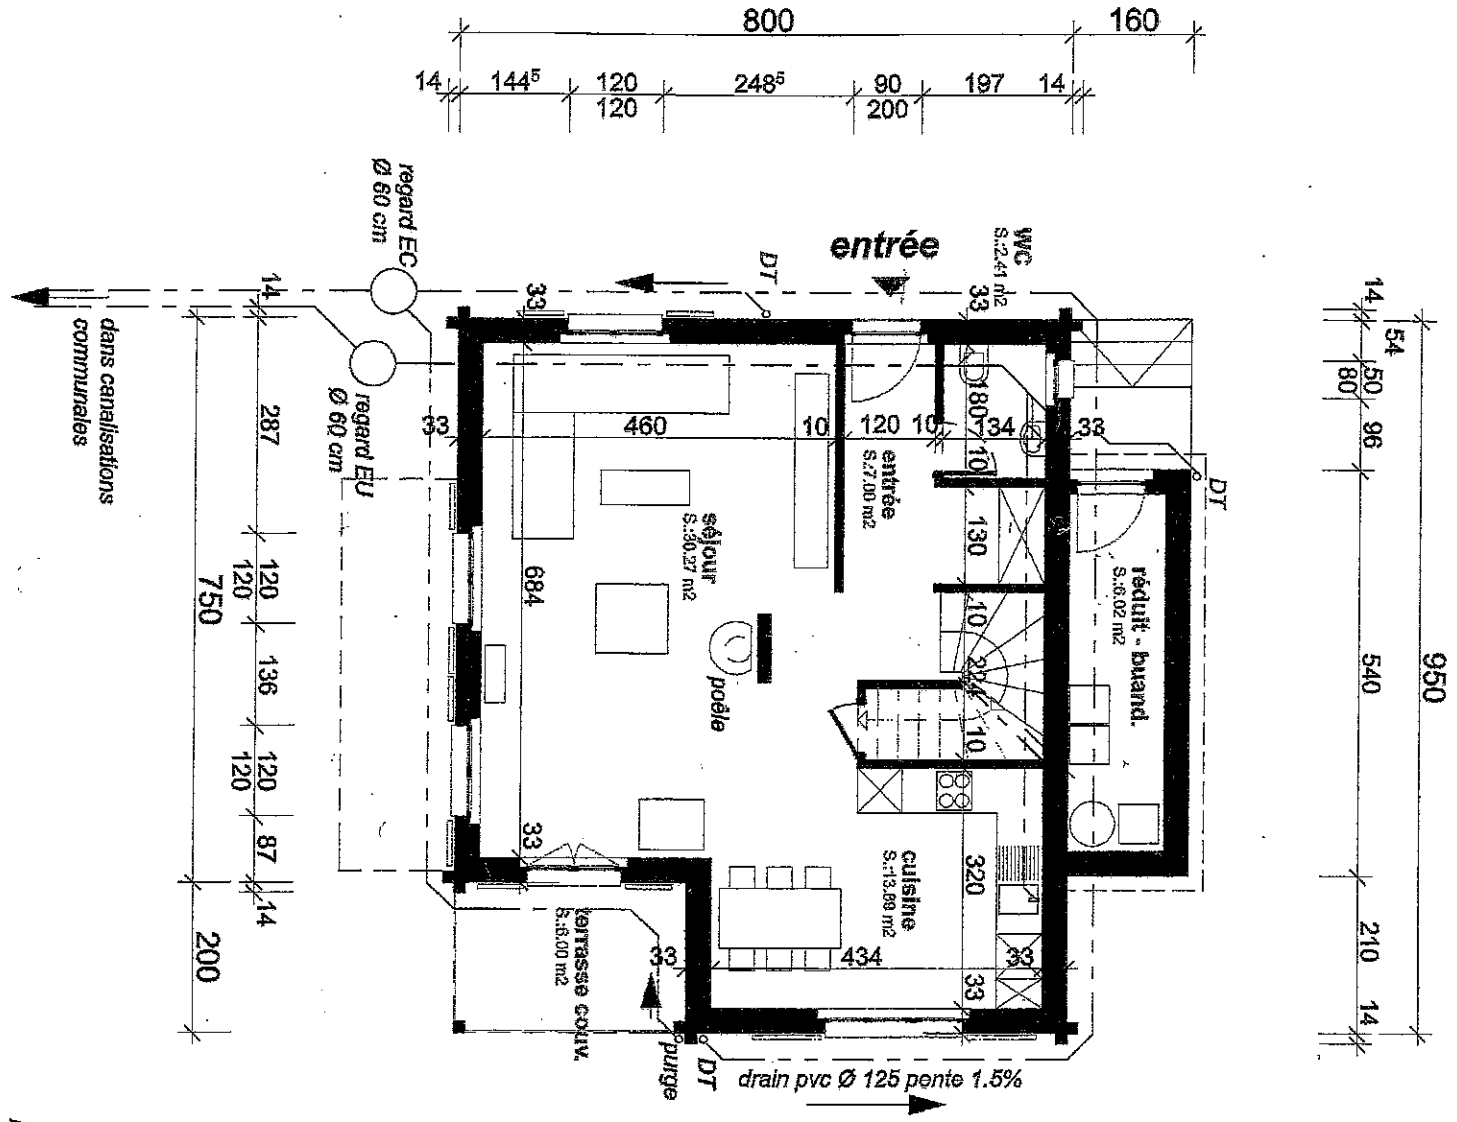 800
160
14
144⁵
120
120
248⁵
90
200
197
14
regard EC
Ø 60 cm
DT
entrée
WC
S.:2.41 m2
14
33
33
14
54
50
80
96
dans canalisations
communales
287
regard EU
Ø 60 cm
33
460
10
120
10
134
33
180
10
entrée
S.:7.00 m2
DT
séjour
S.:30.27 m2
130
684
750
120
120
136
120
120
87
14
200
10
224
10
poêle
réduit - buand.
S.:6.02 m2
540
950
33
cuisine
S.:13.89 m2
320
210
14
terrasse couv.
S.:6.00 m2
33
434
33
33
purge
DT
drain pvc Ø 125 pente 1.5%